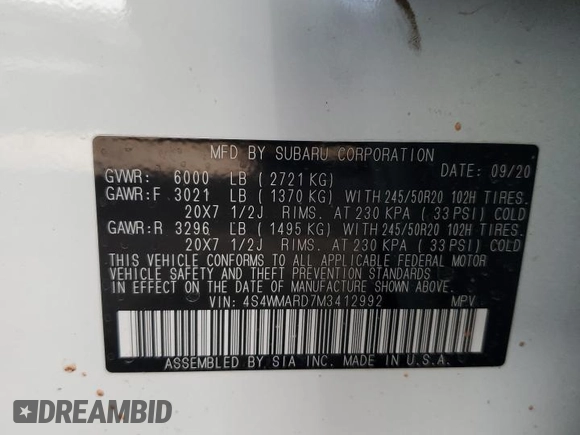 MFD BY SUBARU CORPORATION
DATE: 09/20
GVWR: 6000 LB (2721 KG)
GAWR:F 3021 LB (1370 KG) WITH 245/50R20 102H TIRES.
20X7 1/2J RIMS. AT 230 KPA (33 PSI) COLD
GAWR:R 3296 LB (1495 KG) WITH 245/50R20 102H TIRES.
20X7 1/2J RIMS. AT 230 KPA (33 PSI) COLD
THIS VEHICLE CONFORMS TO ALL APPLICABLE FEDERAL MOTOR
VEHICLE SAFETY AND THEFT PREVENTION STANDARDS
IN EFFECT ON THE DATE OF MANUFACTURE SHOWN ABOVE.
VIN: 4S4WMARD7M3412992 MPV
ASSEMBLED BY SIA INC. MADE IN U.S.A.
DREAMBID